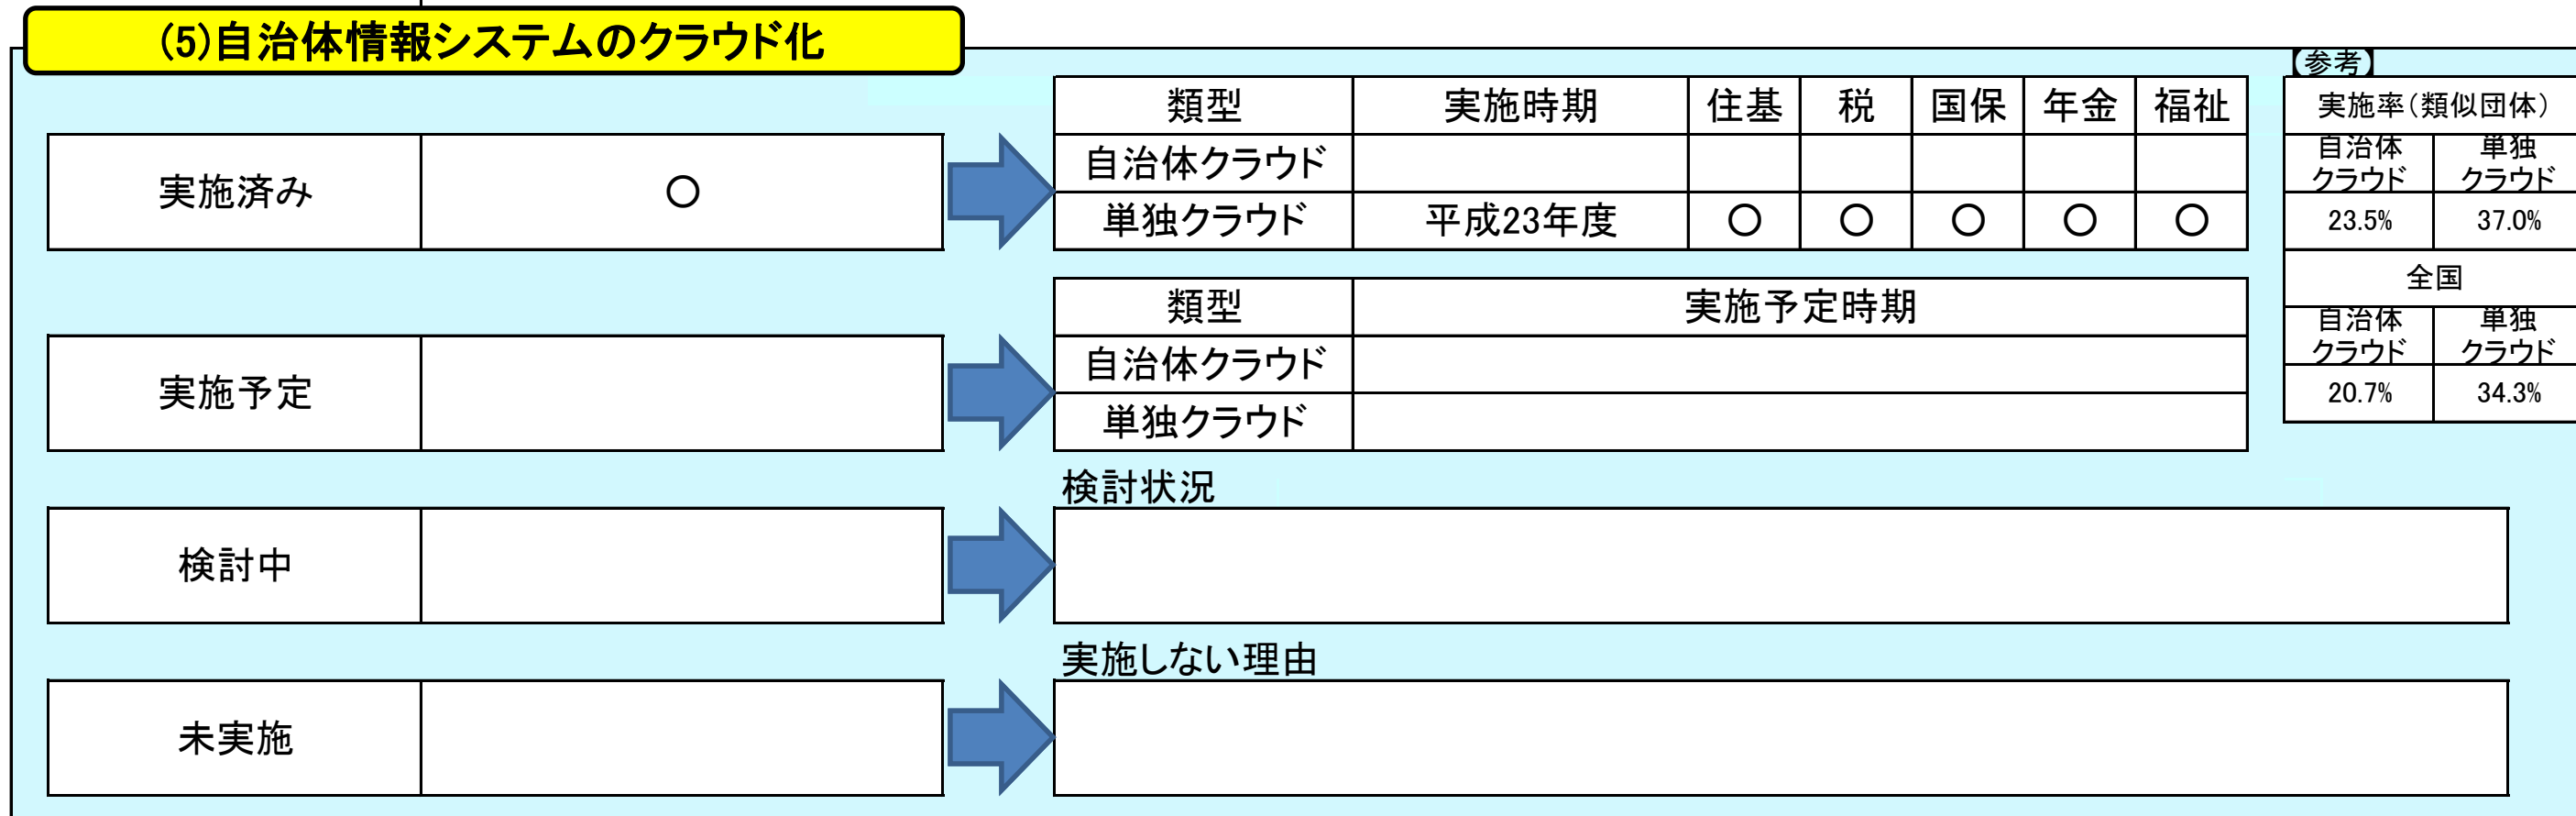 (5)自治体情報システムのクラウド化
【参考】
類型 実施時期 住基 税 国保 年金 福祉
実施率(類似団体)
実施済み ○
自治体クラウド
自治体クラウド 単独クラウド
単独クラウド 平成23年度 ○ ○ ○ ○ ○
23.5% 37.0%
全国
類型 実施予定時期
自治体クラウド 単独クラウド
実施予定
自治体クラウド
20.7% 34.3%
単独クラウド
検討状況
検討中
実施しない理由
未実施